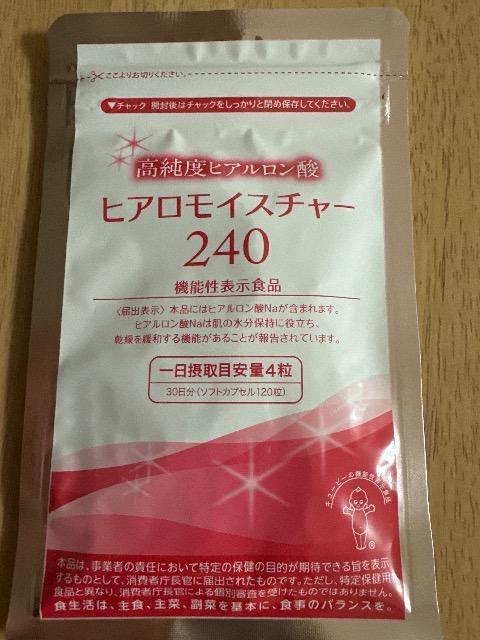 ここよりお切りください。
▼チャック 開封後はチャックをしっかりと閉め保存してください。
高純度ヒアルロン酸
ヒアロモイスチャー
240
機能性表示食品
〈届出表示〉本品にはヒアルロン酸Naが含まれます。
ヒアルロン酸Naは肌の水分保持に役立ち、
乾燥を緩和する機能があることが報告されています。
一日摂取目安量4粒
30日分(ソフトカプセル120粒)
キユーピーの機能性表示食品
®
本品は、事業者の責任において特定の保健の目的が期待できる旨を表示
するものとして、消費者庁長官に届出されたものです。ただし、特定保健用
食品と異なり、消費者庁長官による個別審査を受けたものではありません。
食生活は、主食、主菜、副菜を基本に、食事のバランスを。